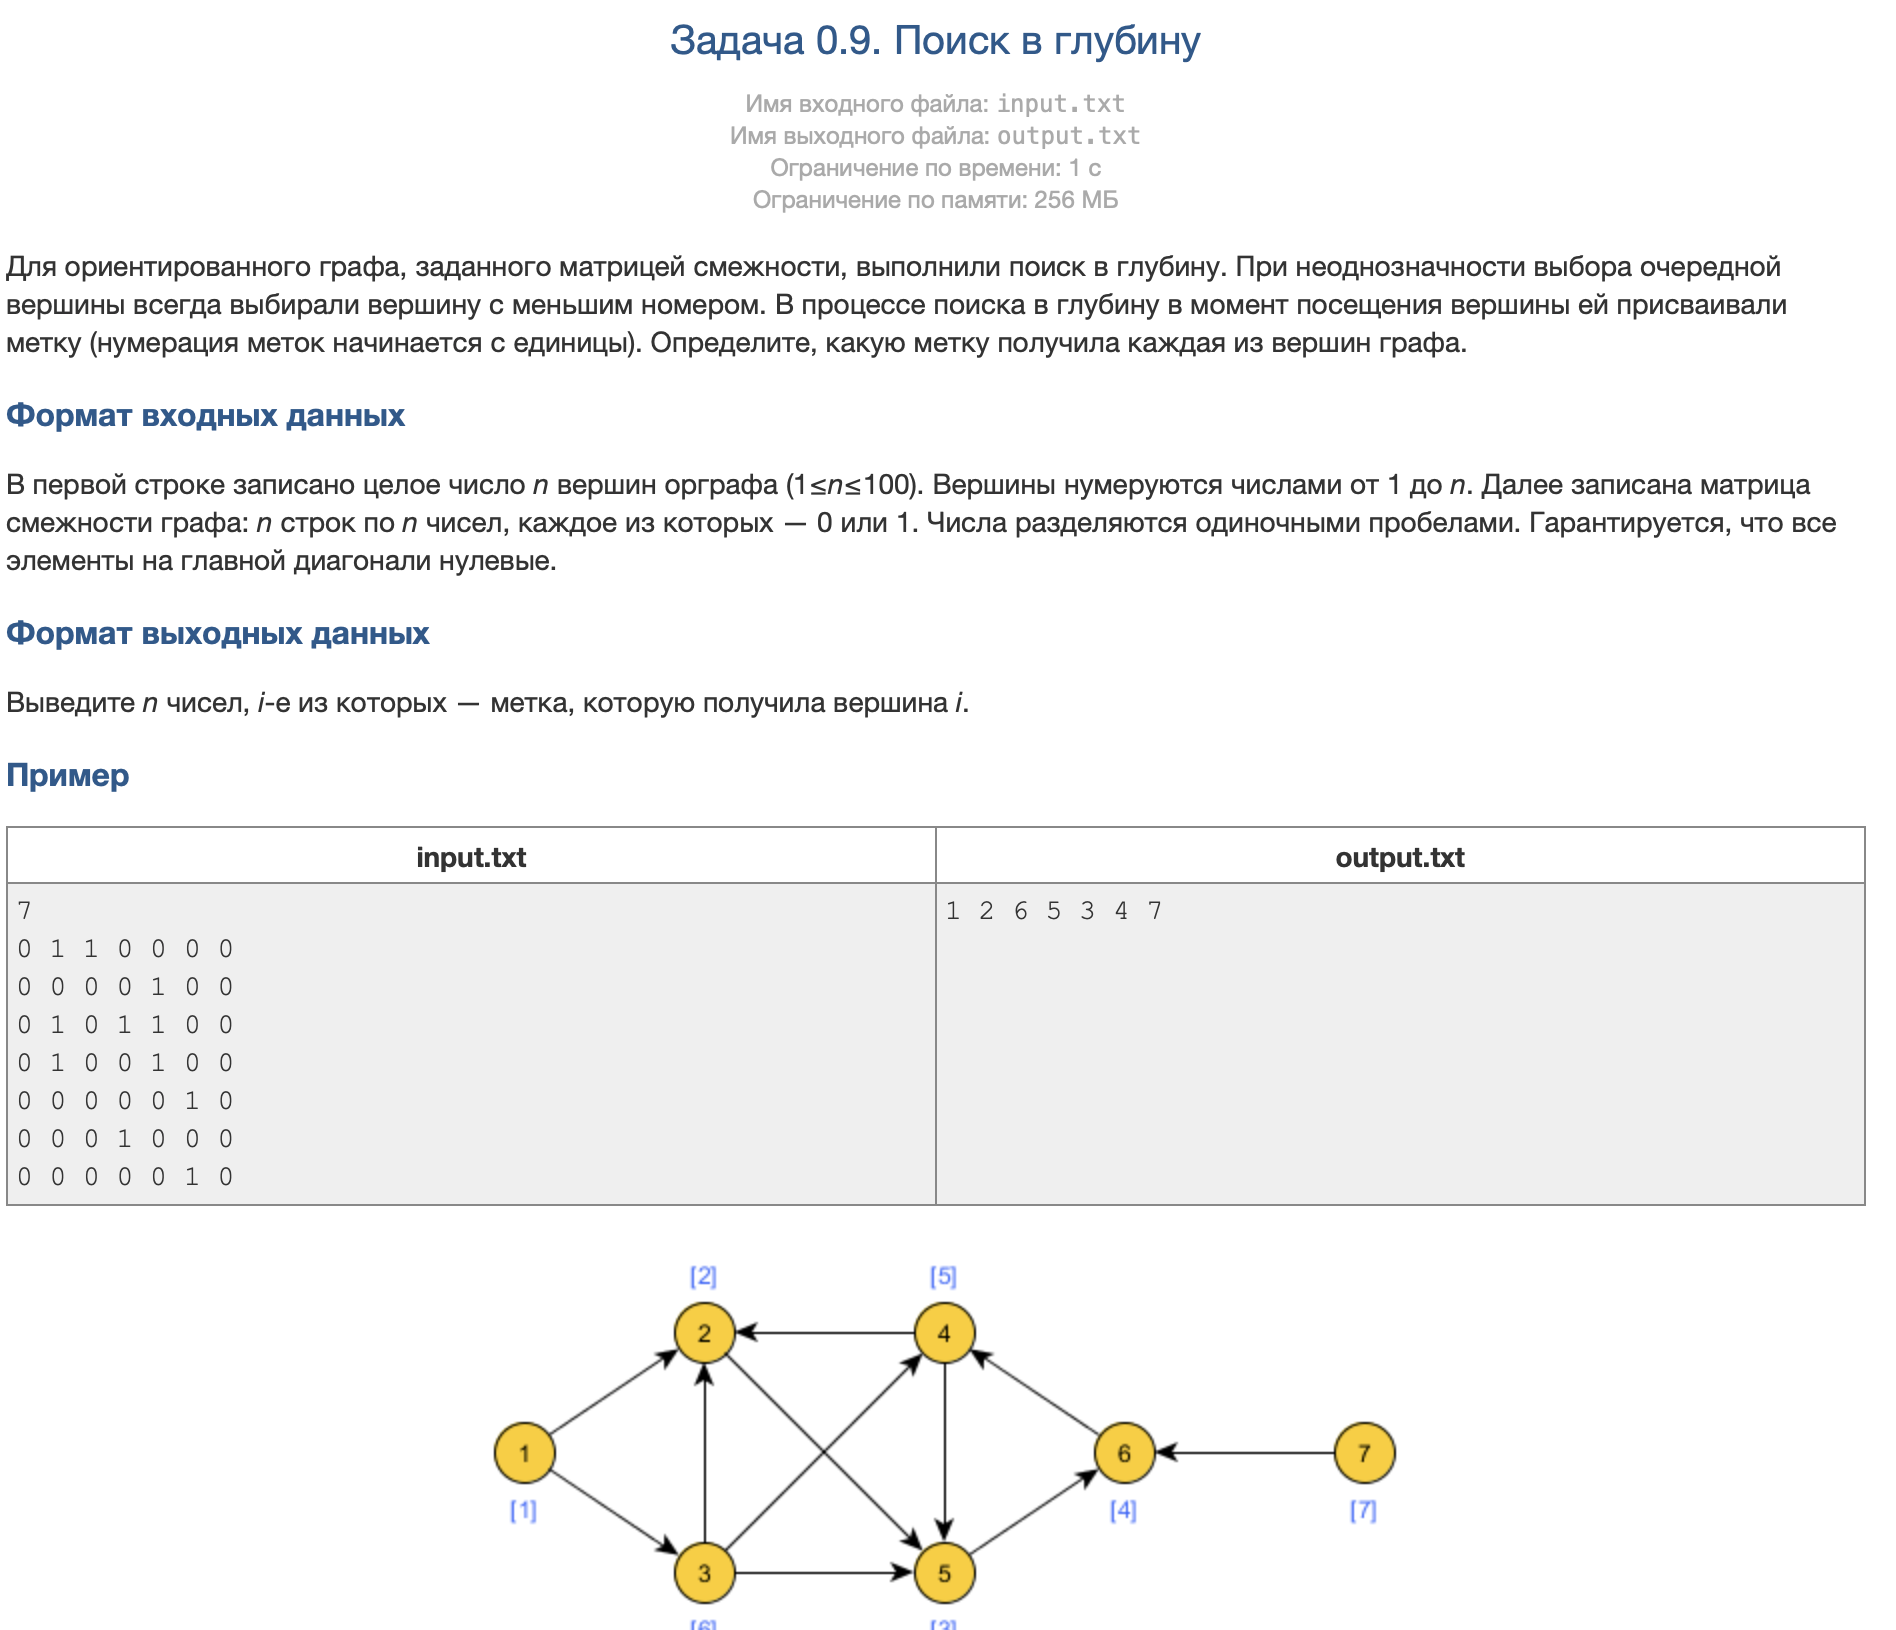 Задача 0.9. Поиск в глубину
Имя входного файла: input.txt
Имя выходного файла: output.txt
Ограничение по времени: 1 с
Ограничение по памяти: 256 МБ
Для ориентированного графа, заданного матрицей смежности, выполнили поиск в глубину. При неоднозначности выбора очередной
вершины всегда выбирали вершину с меньшим номером. В процессе поиска в глубину в момент посещения вершины ей присваивали
метку (нумерация меток начинается с единицы). Определите, какую метку получила каждая из вершин графа.
Формат входных данных
В первой строке записано целое число n вершин орграфа (1≤n≤100). Вершины нумеруются числами от 1 до n. Далее записана матрица
смежности графа: n строк по n чисел, каждое из которых — 0 или 1. Числа разделяются одиночными пробелами. Гарантируется, что все
элементы на главной диагонали нулевые.
Формат выходных данных
Выведите n чисел, i-е из которых — метка, которую получила вершина i.
Пример
input.txt output.txt
7 1 2 6 5 3 4 7
0 1 1 0 0 0 0
0 0 0 0 1 0 0
0 1 0 1 1 0 0
0 1 0 0 1 0 0
0 0 0 0 0 1 0
0 0 0 1 0 0 0
0 0 0 0 0 1 0
[2] [5]
2 4
1 6 7
[1] [4] [7]
3 5
[6] [3]